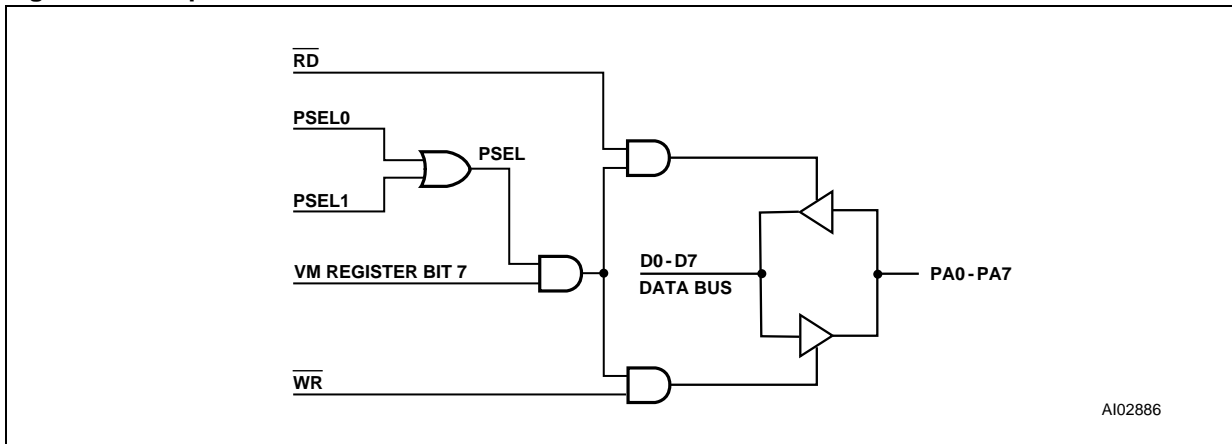 RD
PSEL0
PSEL
PSEL1
VM REGISTER BIT 7
D0-D7
DATA BUS
PA0-PA7
WR
AI02886